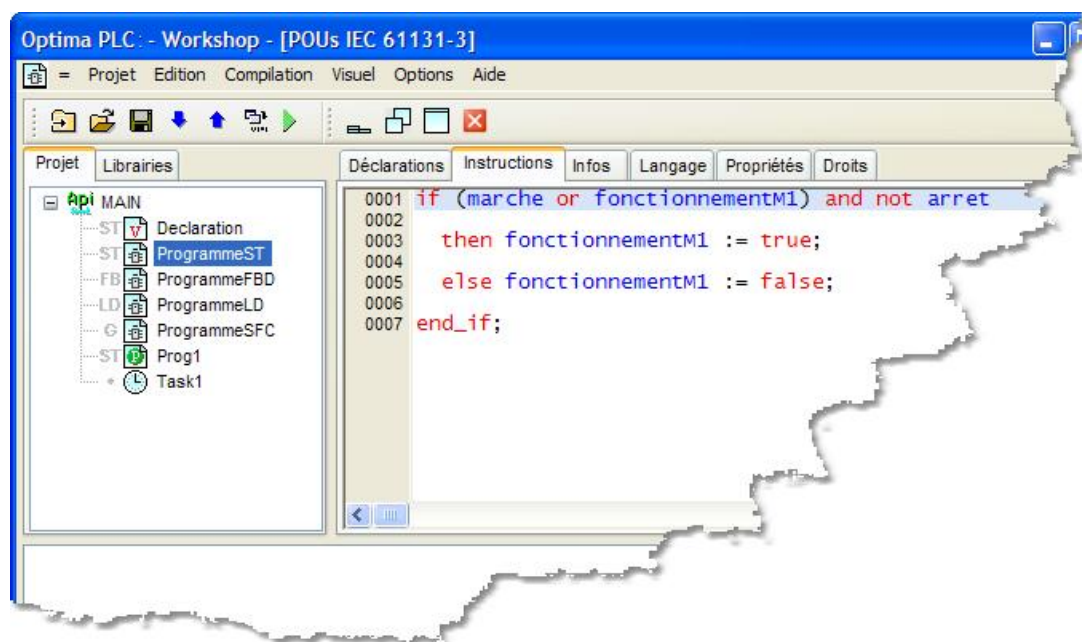 Optima PLC : - Workshop - [POUs IEC 61131-3]
= Projet Edition Compilation Visuel Options Aide
Projet Librairies
Déclarations Instructions Infos Langage Propriétés Droits
Api MAIN
ST Declaration
ST ProgrammeST
FB ProgrammeFBD
LD ProgrammeLD
G ProgrammeSFC
ST Prog1
Task1
0001 if (marche or fonctionnementM1) and not arret
0002
0003 then fonctionnementM1 := true;
0004
0005 else fonctionnementM1 := false;
0006
0007 end_if;